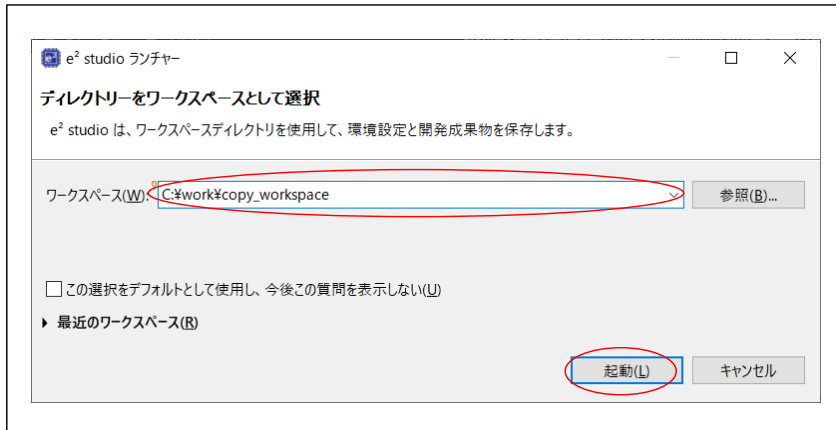 e² studio ランチャー
ディレクトリーをワークスペースとして選択
e² studio は、ワークスペースディレクトリを使用して、環境設定と開発成果物を保存します。
ワークスペース(W): C:¥work¥copy_workspace 参照(B)...
この選択をデフォルトとして使用し、今後この質問を表示しない(U)
最近のワークスペース(R)
起動(L) キャンセル